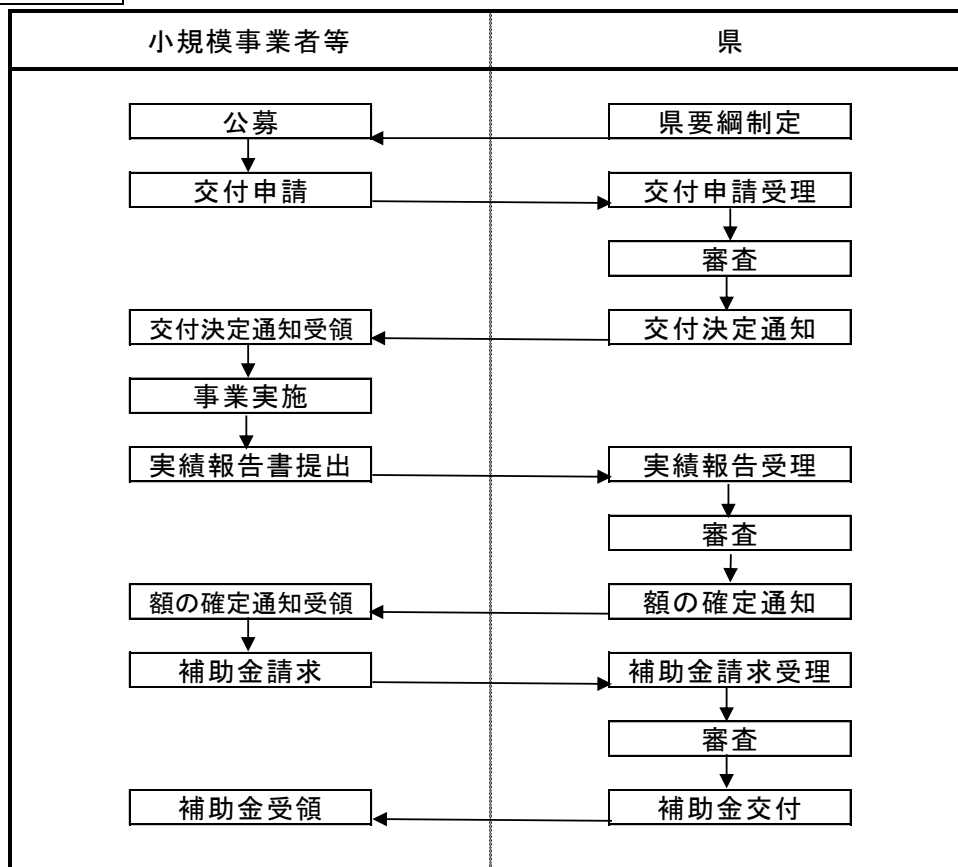 小規模事業者等 県
公募 県要綱制定
交付申請 交付申請受理
審査
交付決定通知受領 交付決定通知
事業実施
実績報告書提出 実績報告受理
審査
額の確定通知受領 額の確定通知
補助金請求 補助金請求受理
審査
補助金受領 補助金交付